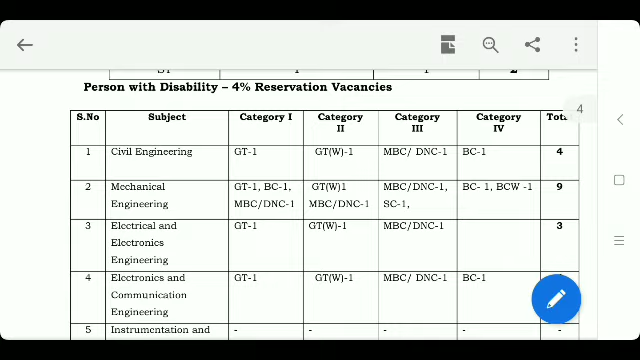 2
Person with Disability – 4% Reservation Vacancies
4
S.No Subject Category I Category II Category III Category IV
1 Civil Engineering GT-1 GT(W)-1 MBC/ DNC-1 BC-1 4
2 Mechanical GT-1, BC-1, GT(W)1 MBC/DNC-1, BC- 1, BCW -1 9
Engineering MBC/DNC-1 MBC/DNC-1 SC-1,
3 Electrical and GT-1 GT(W)-1 MBC/DNC-1 3
Electronics
Engineering
4 Electronics and GT-1 GT(W)-1 MBC/ DNC-1 BC-1
Communication
Engineering
5 Instrumentation and - - - - -